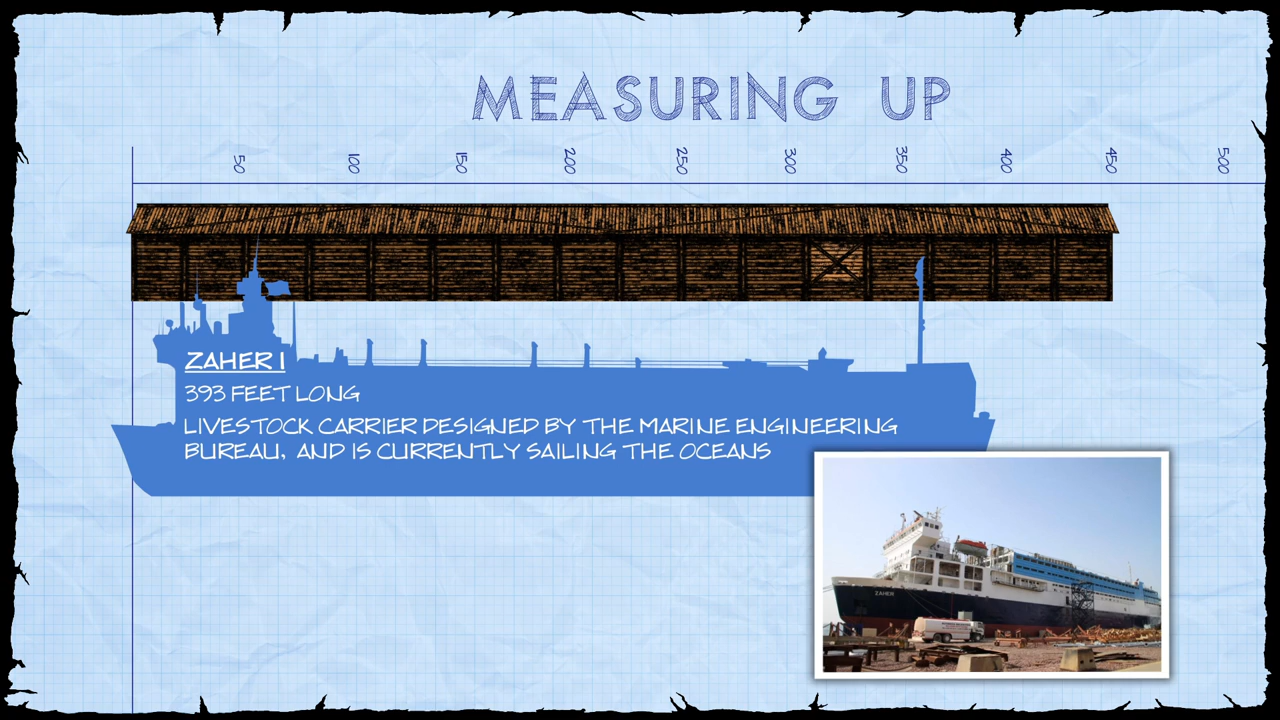 MEASURING UP
50 100 150 200 250 300 350 400 450 500
ZAHER I
393 FEET LONG
LIVESTOCK CARRIER DESIGNED BY THE MARINE ENGINEERING
BUREAU, AND IS CURRENTLY SAILING THE OCEANS
ZAHER